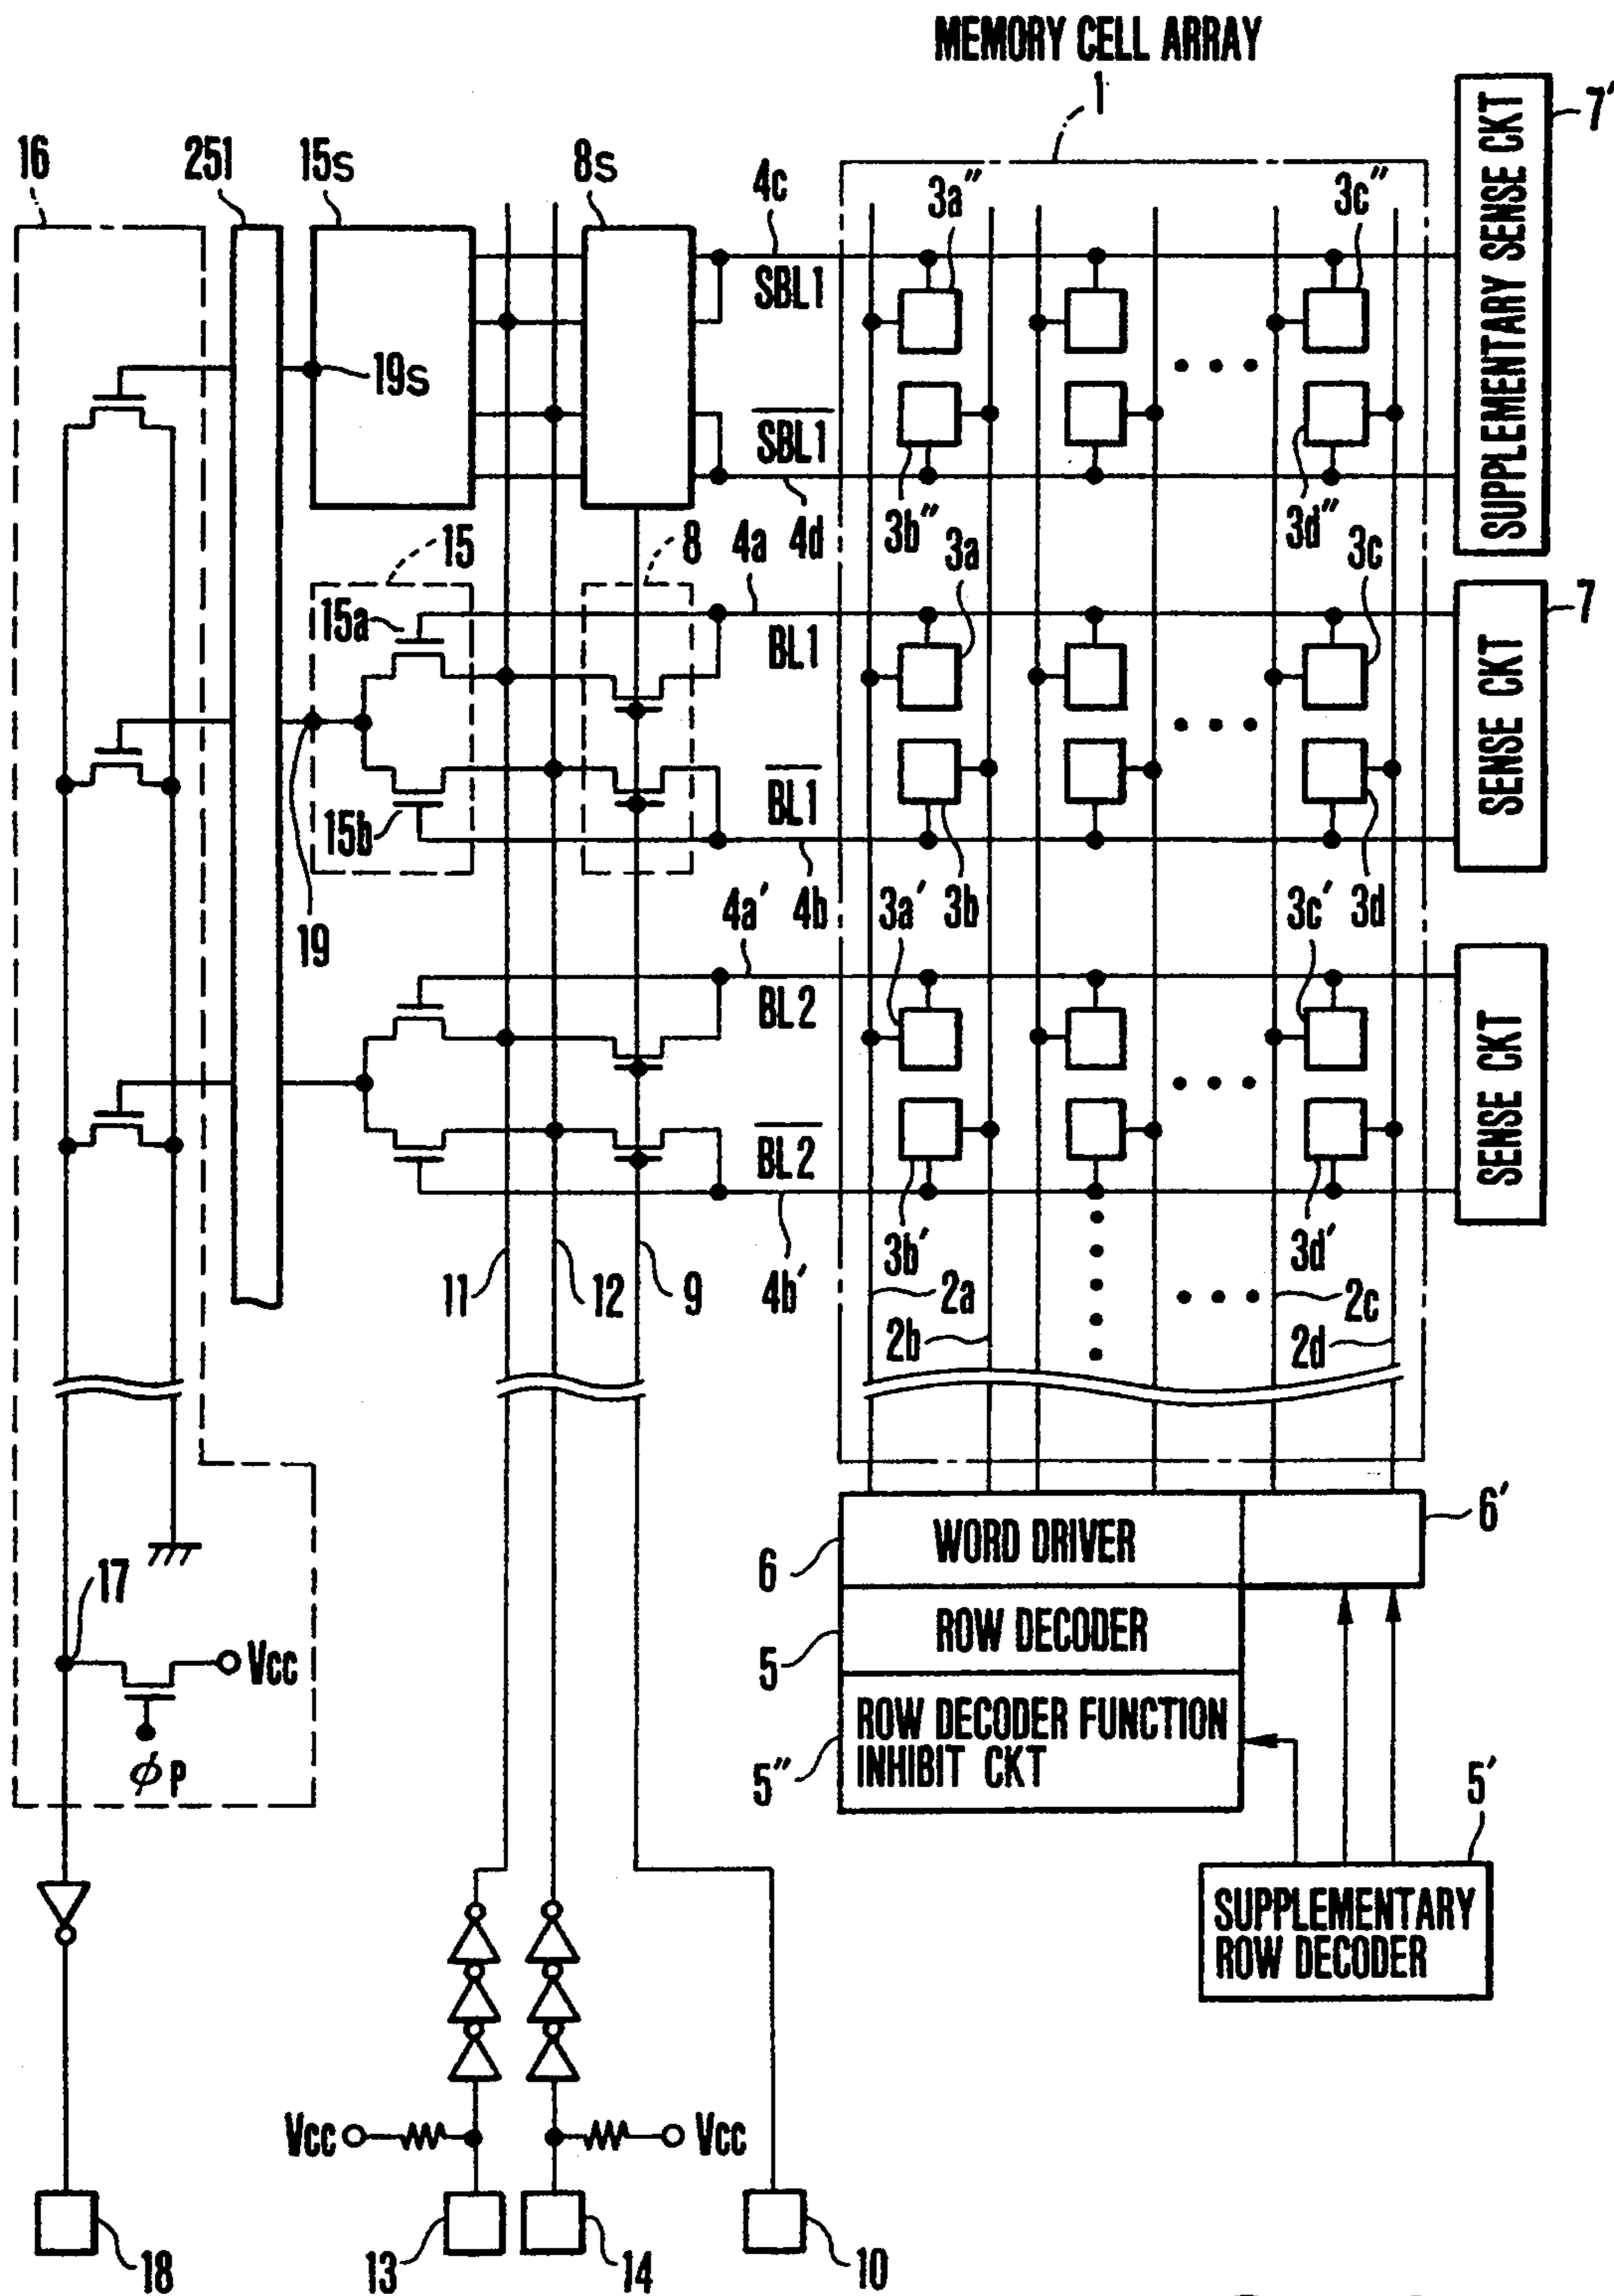 MEMORY CELL ARRAY
1
7'
16
251
15s
8s
4c
3a"
3c"
SUPPLEMENTARY SENSE CKT
SBL1
19s
SBL1
15
8
4a
4d
3b"
3a
3d"
3c
7
15a
BL1
SENSE CKT
BL1
15b
19
4a'
4b
3a'
3b
3c'
3d
BL2
SENSE CKT
BL2
3b'
3d'
11
12
9
4b'
2a
2c
2b
2d
6'
WORD DRIVER
6
17
ROW DECODER
5
Vcc
ROW DECODER FUNCTION
INHIBIT CKT
5"
ϕP
5'
SUPPLEMENTARY
ROW DECODER
Vcc
Vcc
18
13
14
10